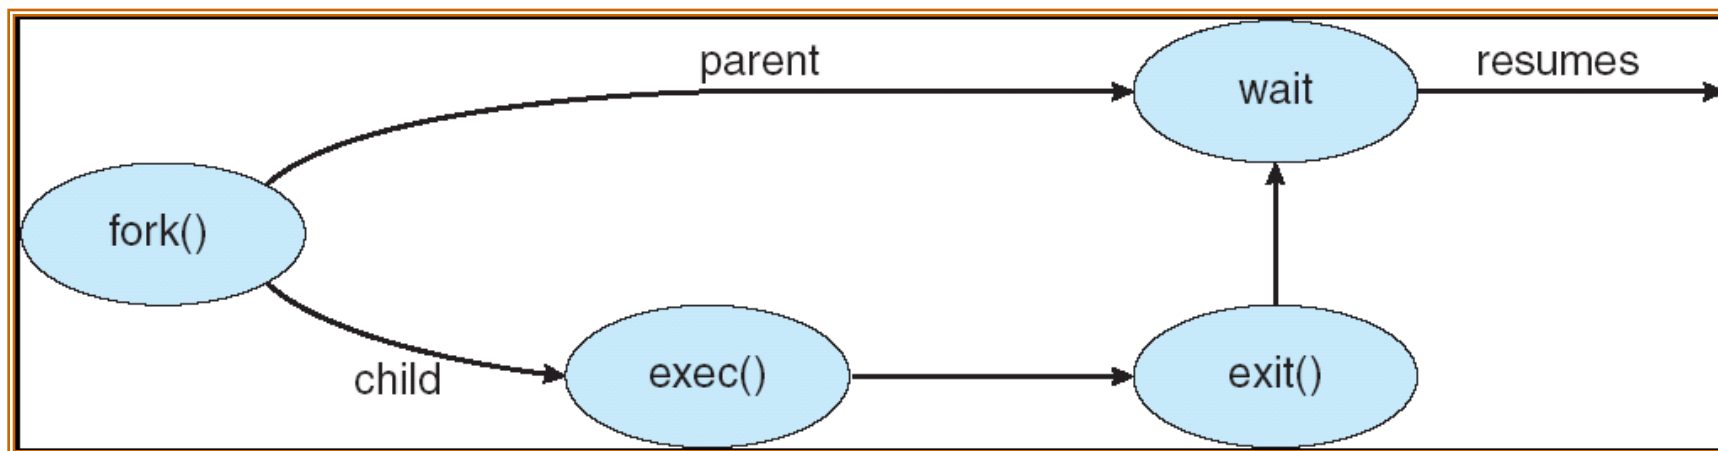 parent
wait
resumes
fork()
child
exec()
exit()